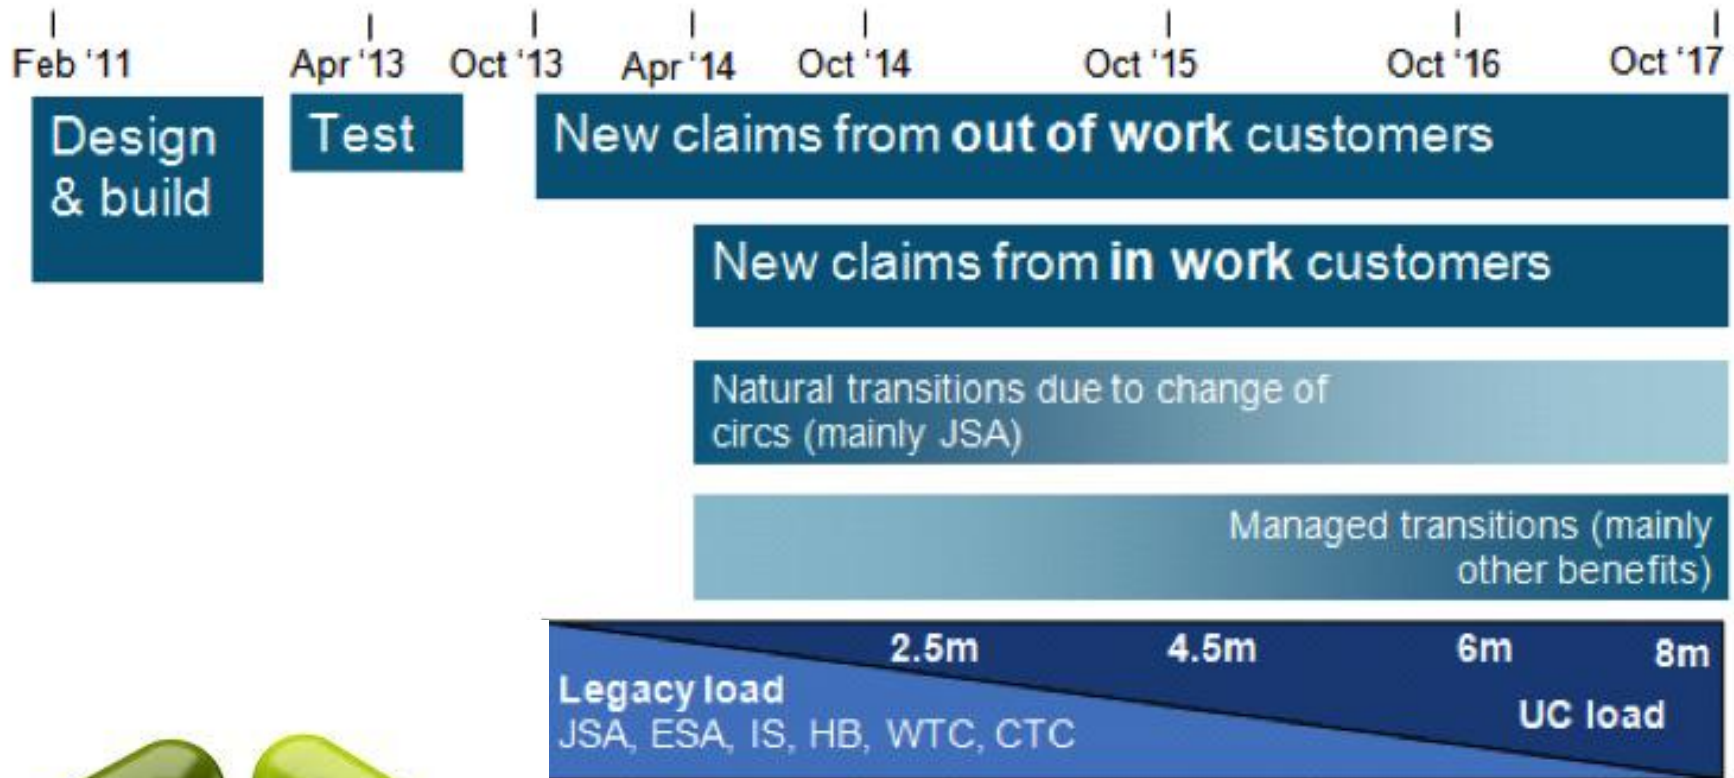 Feb ‘11 Apr ‘13 Oct ‘13 Apr ‘14 Oct ‘14 Oct ‘15 Oct ‘16 Oct ‘17
Design
& build
Test
New claims from out of work customers
New claims from in work customers
Natural transitions due to change of
circs (mainly JSA)
Managed transitions (mainly
other benefits)
2.5m 4.5m 6m 8m
Legacy load
JSA, ESA, IS, HB, WTC, CTC
UC load